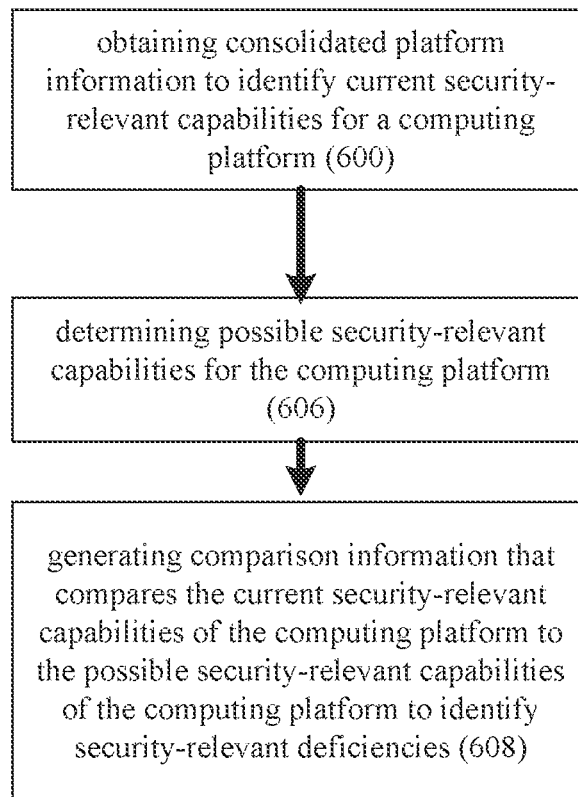 obtaining consolidated platform
information to identify current security-
relevant capabilities for a computing
platform (600)
determining possible security-relevant
capabilities for the computing platform
(606)
generating comparison information that
compares the current security-relevant
capabilities of the computing platform to
the possible security-relevant capabilities
of the computing platform to identify
security-relevant deficiencies (608)